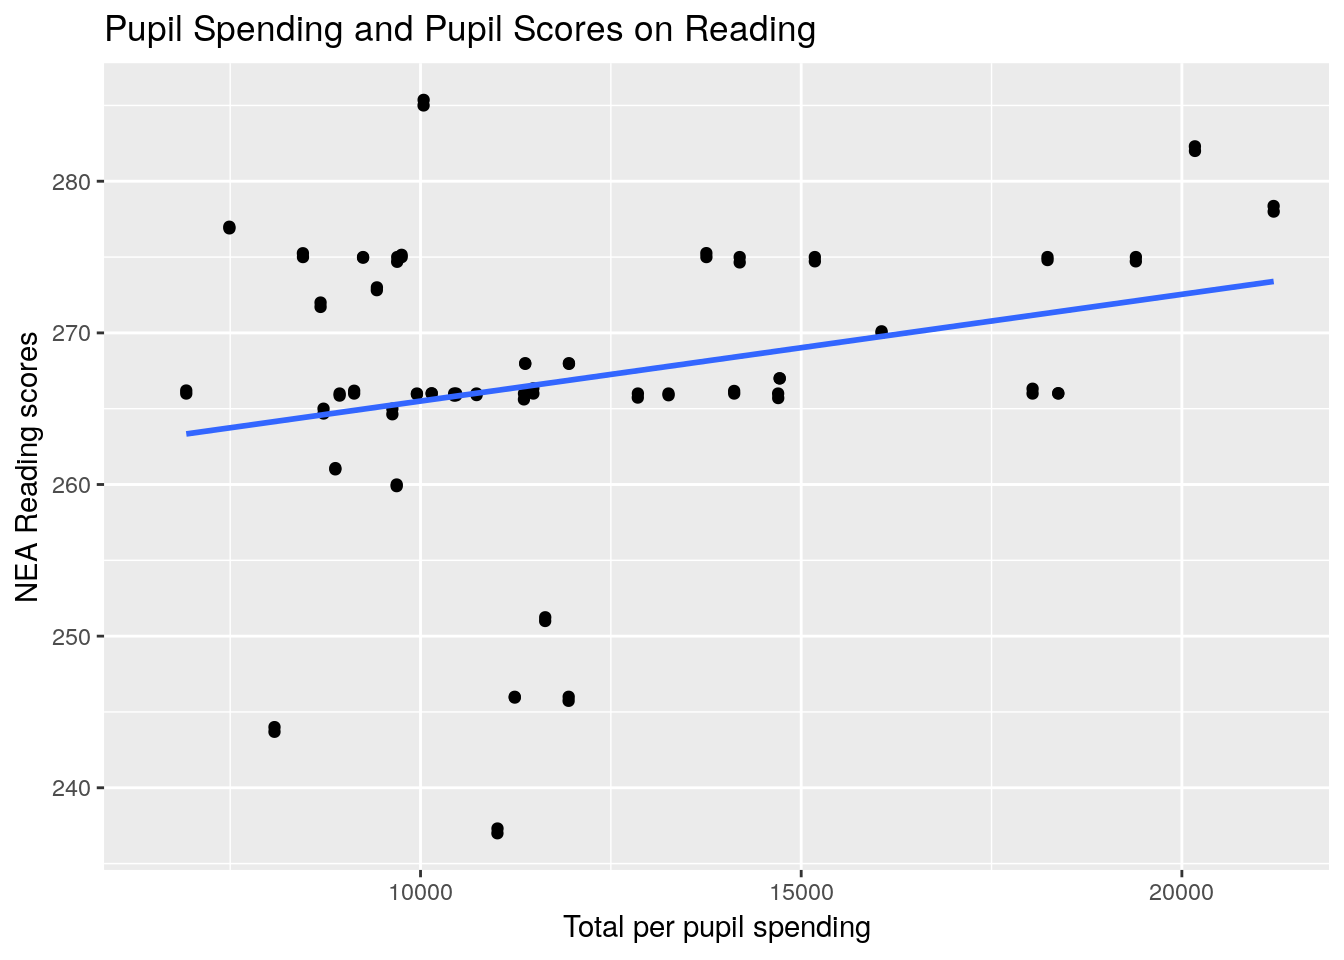 Pupil Spending and Pupil Scores on Reading
NEA Reading scores
280
270
260
250
240
10000 15000 20000
Total per pupil spending